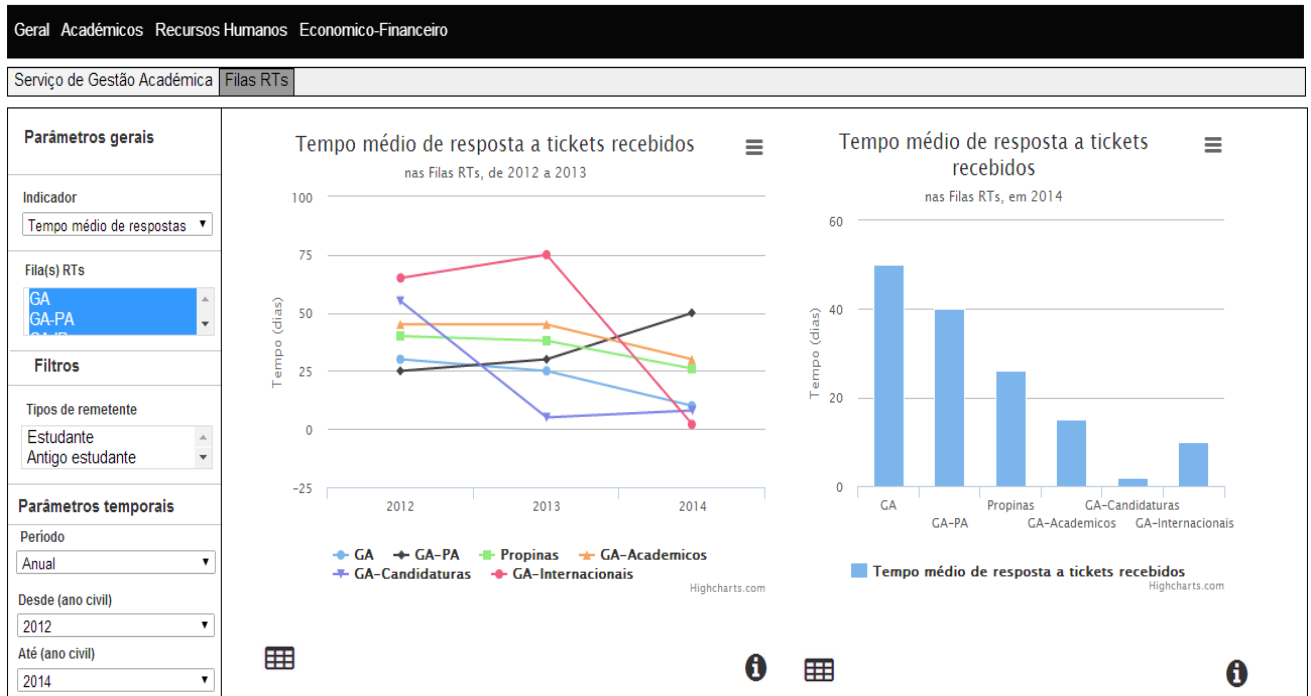 Geral Académicos Recursos Humanos Economico-Financeiro
Serviço de Gestão Académica Filas RTs
Parâmetros gerais
Indicador
Tempo médio de respostas
Fila(s) RTs
GA
GA-PA
Filtros
Tipos de remetente
Estudante
Antigo estudante
Parâmetros temporais
Período
Anual
Desde (ano civil)
2012
Até (ano civil)
2014
Tempo médio de resposta a tickets recebidos
nas Filas RTs, de 2012 a 2013
100
75
50
25
0
-25
Tempo (dias)
2012 2013 2014
GA GA-PA Propinas GA-Academicos
GA-Candidaturas GA-Internacionais
Highcharts.com
Tempo médio de resposta a tickets
recebidos
nas Filas RTs, em 2014
60
40
20
0
Tempo (dias)
GA Propinas GA-Candidaturas
GA-PA GA-Academicos GA-Internacionais
Tempo médio de resposta a tickets recebidos
Highcharts.com